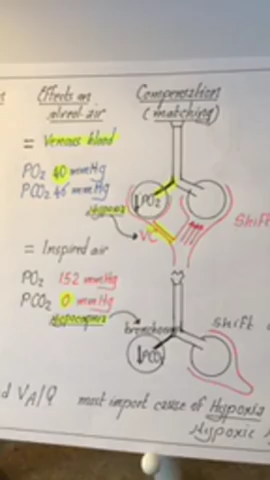 Effects on
alveol. air
Compensation
(matching)
= Venous blood
PO2 40 mmHg
PCO2 46 mmHg
↓PO2
Hypoxia
VC
Shift
= Inspired air
PO2 152 mmHg
PCO2 0 mmHg
Hypocapnia
shift
↓PCO2
d VA/Q most import cause of Hypoxia
Hypoxic